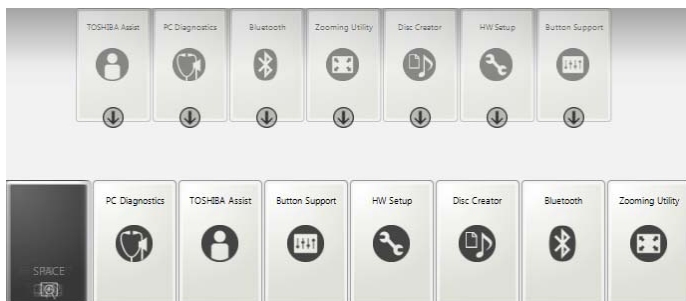 TOSHIBA Assist
PC Diagnostics
Bluetooth
Zooming Utility
Disc Creator
HW Setup
Button Support
PC Diagnostics
TOSHIBA Assist
Button Support
HW Setup
Disc Creator
Bluetooth
Zooming Utility
SPACE